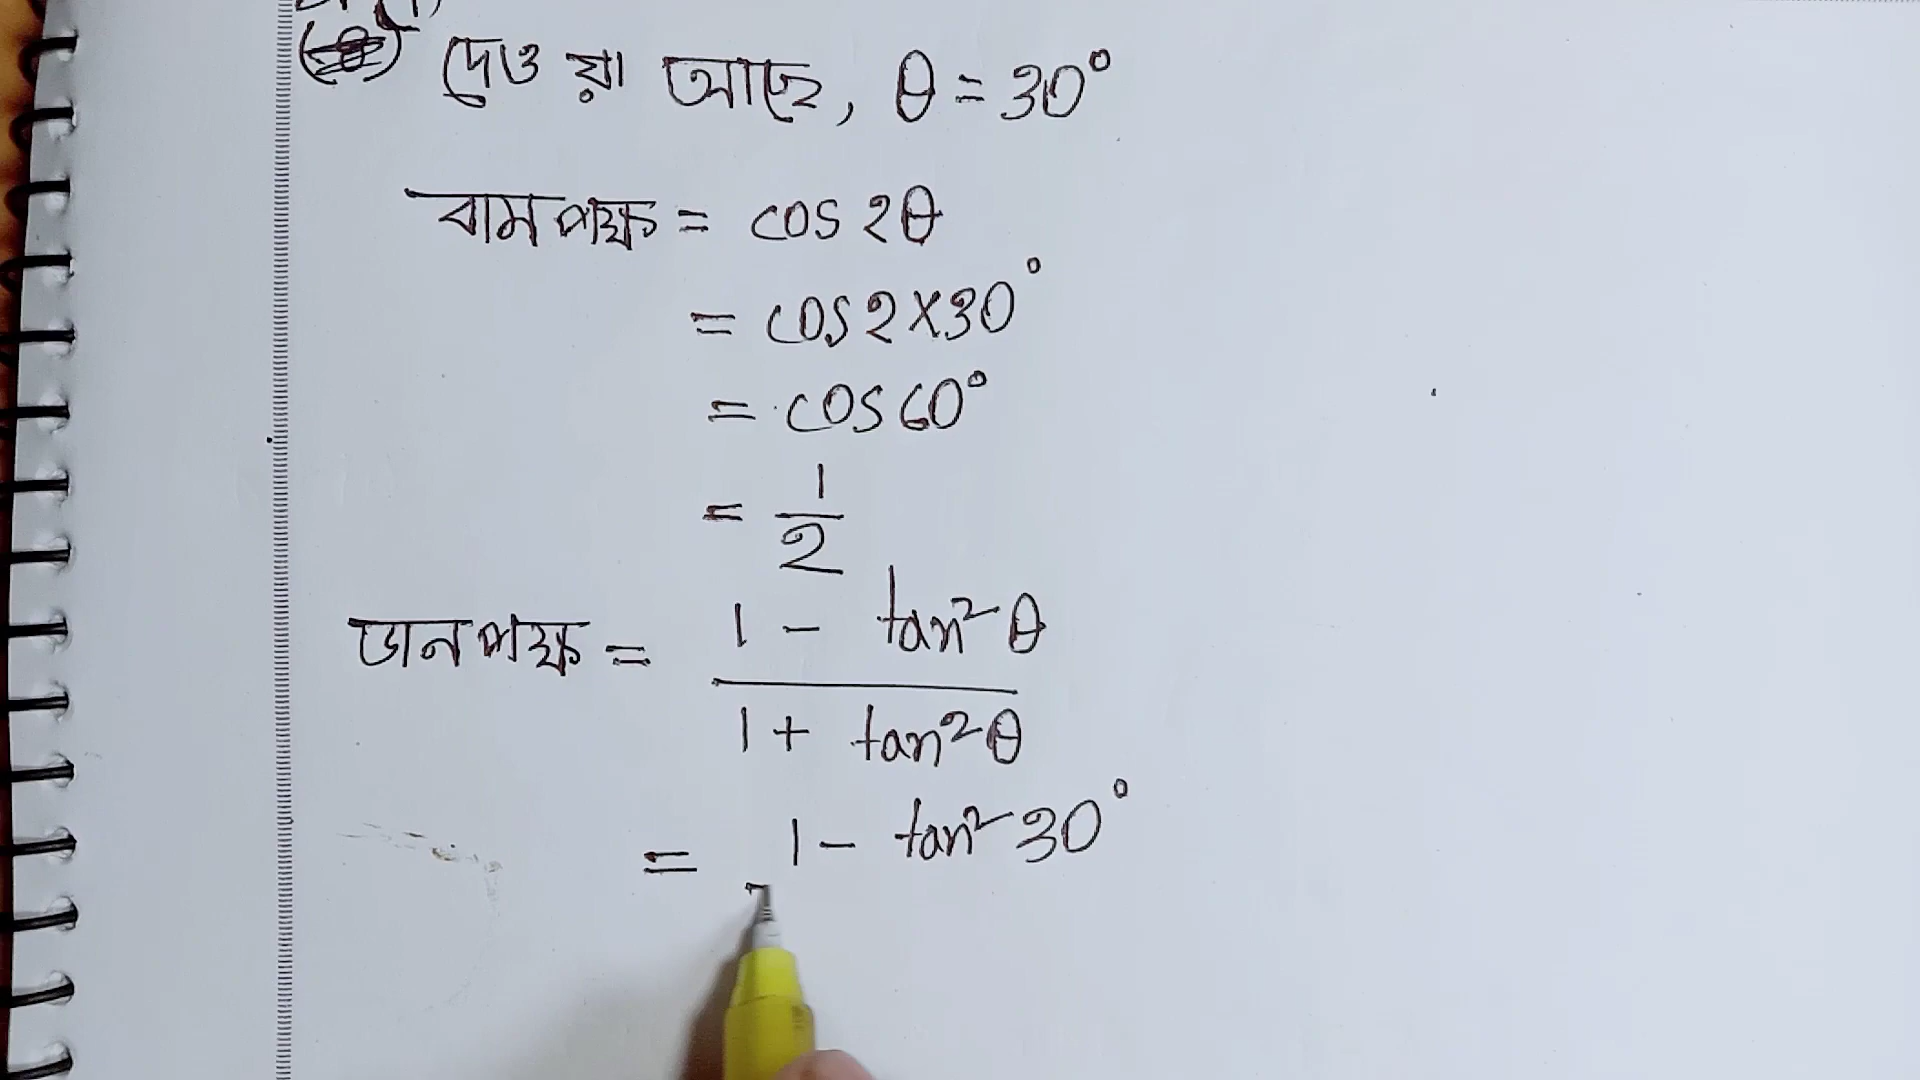 দেওয়া আছে, θ = 30°
বামপক্ষ = cos 2θ
= cos 2×30°
= cos 60°
= 1/2
ডানপক্ষ = (1 - tan²θ)/(1 + tan²θ)
= 1 - tan² 30°